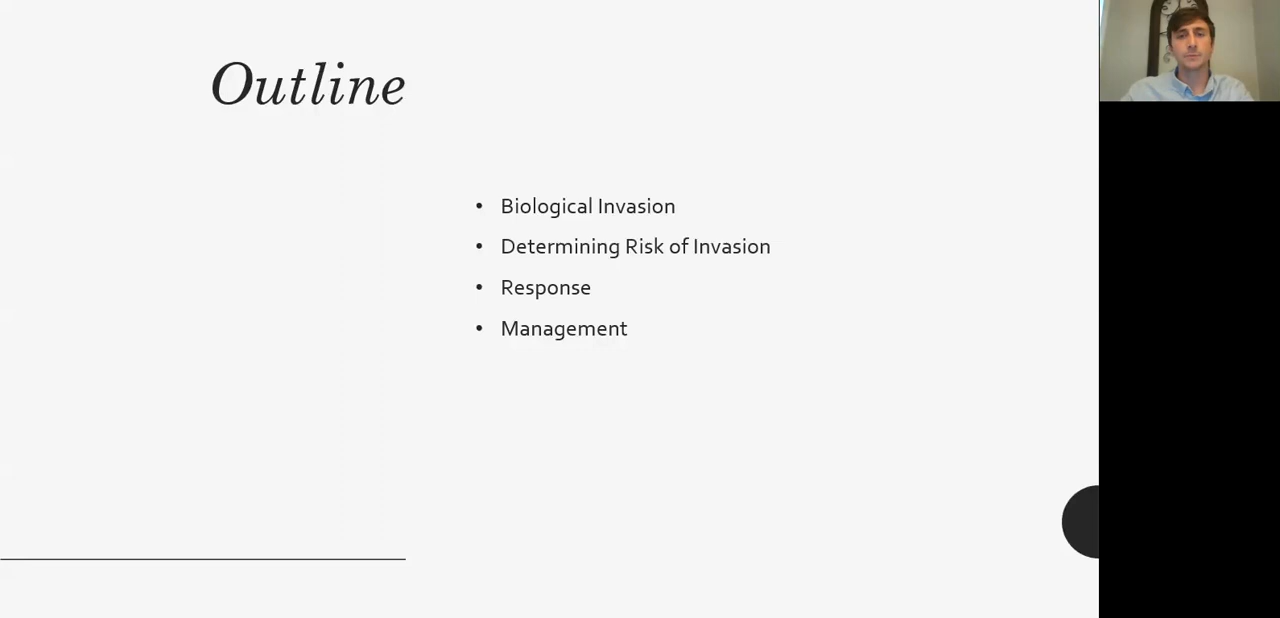 Outline
• Biological Invasion
• Determining Risk of Invasion
• Response
• Management